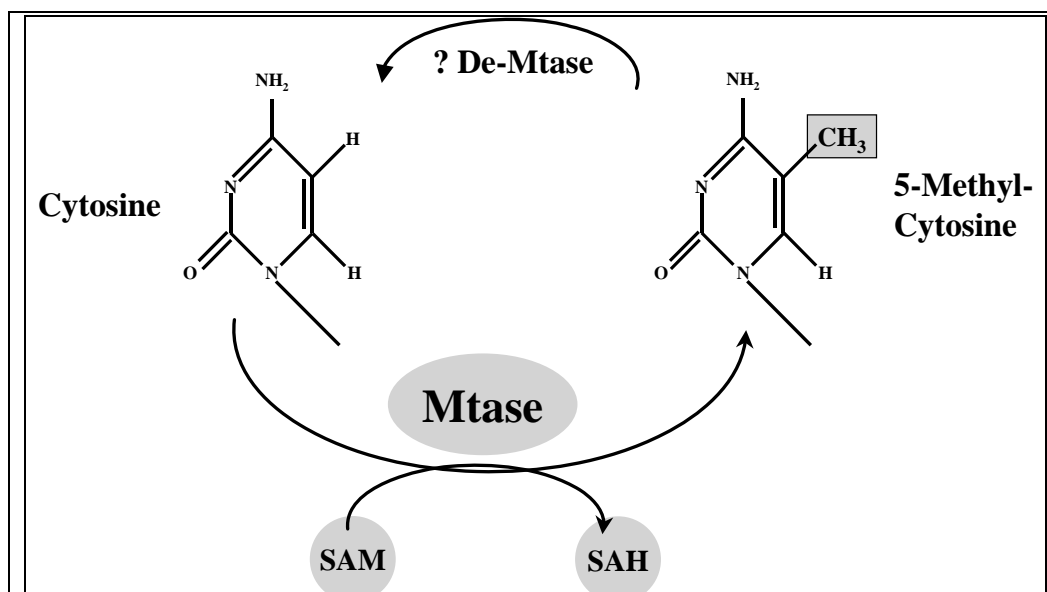 ? De-Mtase
NH₂
H
N
Cytosine
O
N
H
NH₂
CH₃
N
5-Methyl-
Cytosine
O
N
H
Mtase
SAM
SAH